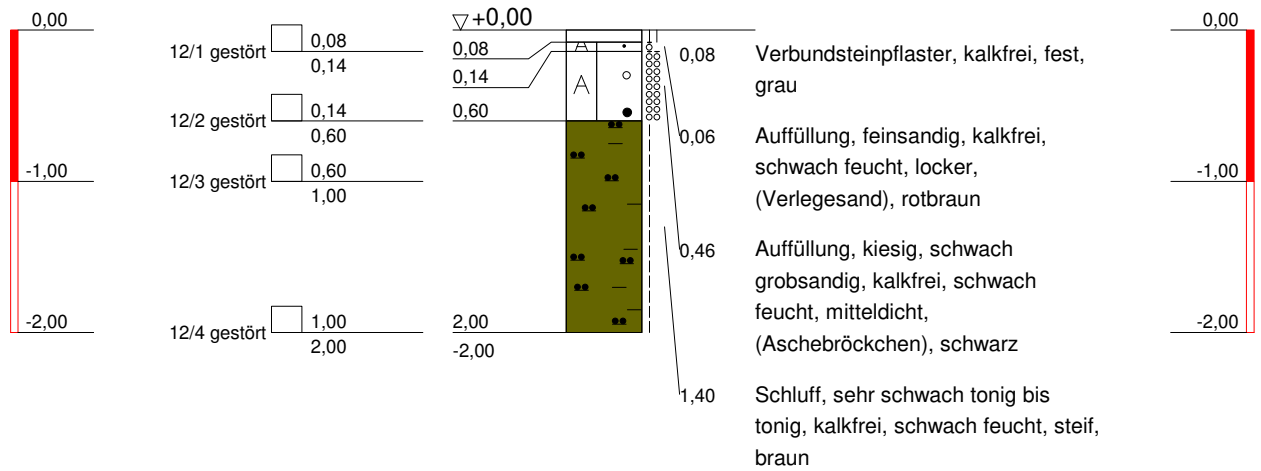 0,00
-1,00
-2,00
12/1 gestört
0,08
0,14
12/2 gestört
0,14
0,60
12/3 gestört
0,60
1,00
12/4 gestört
1,00
2,00
+0,00
0,08
0,14
0,60
2,00
-2,00
A
A
0,08
Verbundsteinpflaster, kalkfrei, fest,
grau
0,06
Auffüllung, feinsandig, kalkfrei,
schwach feucht, locker,
(Verlegesand), rotbraun
0,46
Auffüllung, kiesig, schwach
grobsandig, kalkfrei, schwach
feucht, mitteldicht,
(Aschebröckchen), schwarz
1,40
Schluff, sehr schwach tonig bis
tonig, kalkfrei, schwach feucht, steif,
braun
0,00
-1,00
-2,00